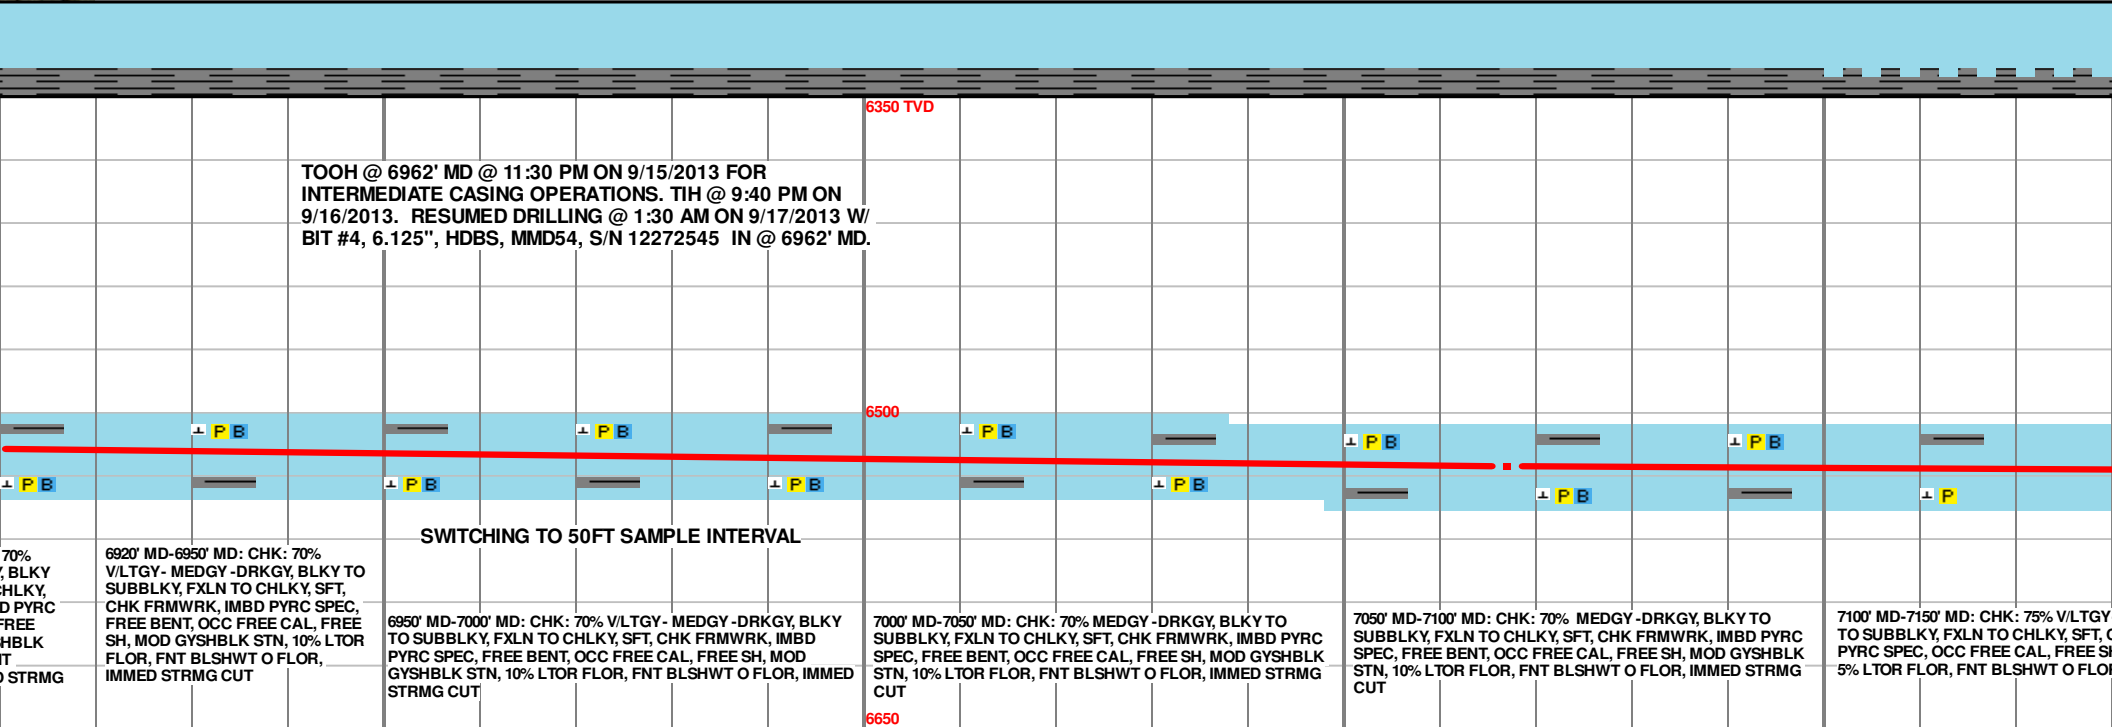 6350 TVD
TOOH @ 6962' MD @ 11:30 PM ON 9/15/2013 FOR
INTERMEDIATE CASING OPERATIONS. TIH @ 9:40 PM ON
9/16/2013. RESUMED DRILLING @ 1:30 AM ON 9/17/2013 W/
BIT #4, 6.125", HDBS, MMD54, S/N 12272545 IN @ 6962' MD.
6500
P B
P B
P B
P B
P B
P B
P B
P B
P B
P B
P B
P
SWITCHING TO 50FT SAMPLE INTERVAL
70%
, BLKY
CHLKY,
D PYRC
FREE
SHBLK
NT
D STRMG
6920' MD-6950' MD: CHK: 70%
V/LTGY- MEDGY -DRKGY, BLKY TO
SUBBLKY, FXLN TO CHLKY, SFT,
CHK FRMWRK, IMBD PYRC SPEC,
FREE BENT, OCC FREE CAL, FREE
SH, MOD GYSHBLK STN, 10% LTOR
FLOR, FNT BLSHWT O FLOR,
IMMED STRMG CUT
6950' MD-7000' MD: CHK: 70% V/LTGY- MEDGY -DRKGY, BLKY
TO SUBBLKY, FXLN TO CHLKY, SFT, CHK FRMWRK, IMBD
PYRC SPEC, FREE BENT, OCC FREE CAL, FREE SH, MOD
GYSHBLK STN, 10% LTOR FLOR, FNT BLSHWT O FLOR, IMMED
STRMG CUT
7000' MD-7050' MD: CHK: 70% MEDGY -DRKGY, BLKY TO
SUBBLKY, FXLN TO CHLKY, SFT, CHK FRMWRK, IMBD PYRC
SPEC, FREE BENT, OCC FREE CAL, FREE SH, MOD GYSHBLK
STN, 10% LTOR FLOR, FNT BLSHWT O FLOR, IMMED STRMG
CUT
7050' MD-7100' MD: CHK: 70% MEDGY -DRKGY, BLKY TO
SUBBLKY, FXLN TO CHLKY, SFT, CHK FRMWRK, IMBD PYRC
SPEC, FREE BENT, OCC FREE CAL, FREE SH, MOD GYSHBLK
STN, 10% LTOR FLOR, FNT BLSHWT O FLOR, IMMED STRMG
CUT
7100' MD-7150' MD: CHK: 75% V/LTGY
TO SUBBLKY, FXLN TO CHLKY, SFT,
PYRC SPEC, OCC FREE CAL, FREE SH
5% LTOR FLOR, FNT BLSHWT O FLOR
6650